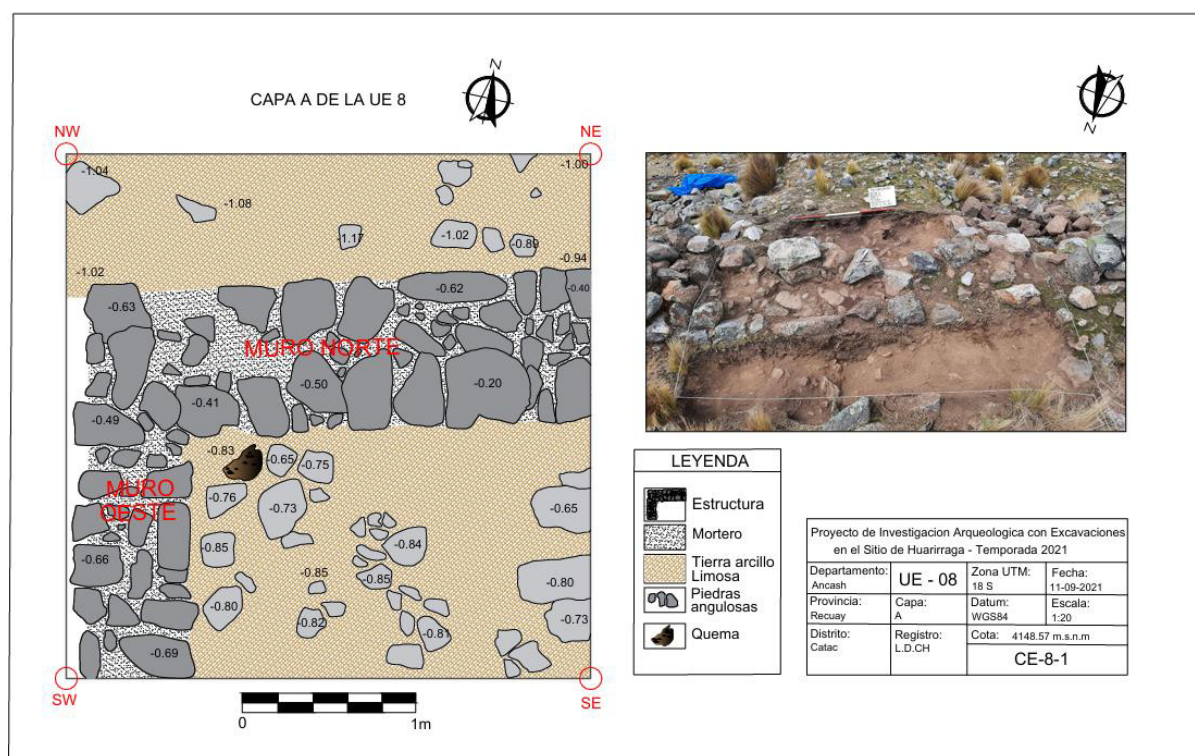 N
CAPA A DE LA UE 8
N
NW
NE
-1.04
-1.00
-1.08
-1.17
-1.02
-0.89
-1.02
-0.94
-0.63
-0.62
-0.40
MURO NORTE
-0.50
-0.20
-0.41
-0.49
-0.83
-0.65
-0.75
MURO
OESTE
-0.76
-0.73
-0.65
-0.85
-0.84
-0.66
-0.85
-0.85
-0.80
-0.80
-0.82
-0.81
-0.73
-0.69
SW
SE
0
1m
LEYENDA
Estructura
Mortero
Tierra arcillo
Limosa
Piedras
angulosas
Quema
Proyecto de Investigacion Arqueologica con Excavaciones
en el Sitio de Huarirraga - Temporada 2021
Departamento:
Ancash
UE - 08
Zona UTM:
18 S
Fecha:
11-09-2021
Provincia:
Recuay
Capa:
A
Datum:
WGS84
Escala:
1:20
Distrito:
Catac
Registro:
L.D.CH
Cota: 4148.57 m.s.n.m
CE-8-1